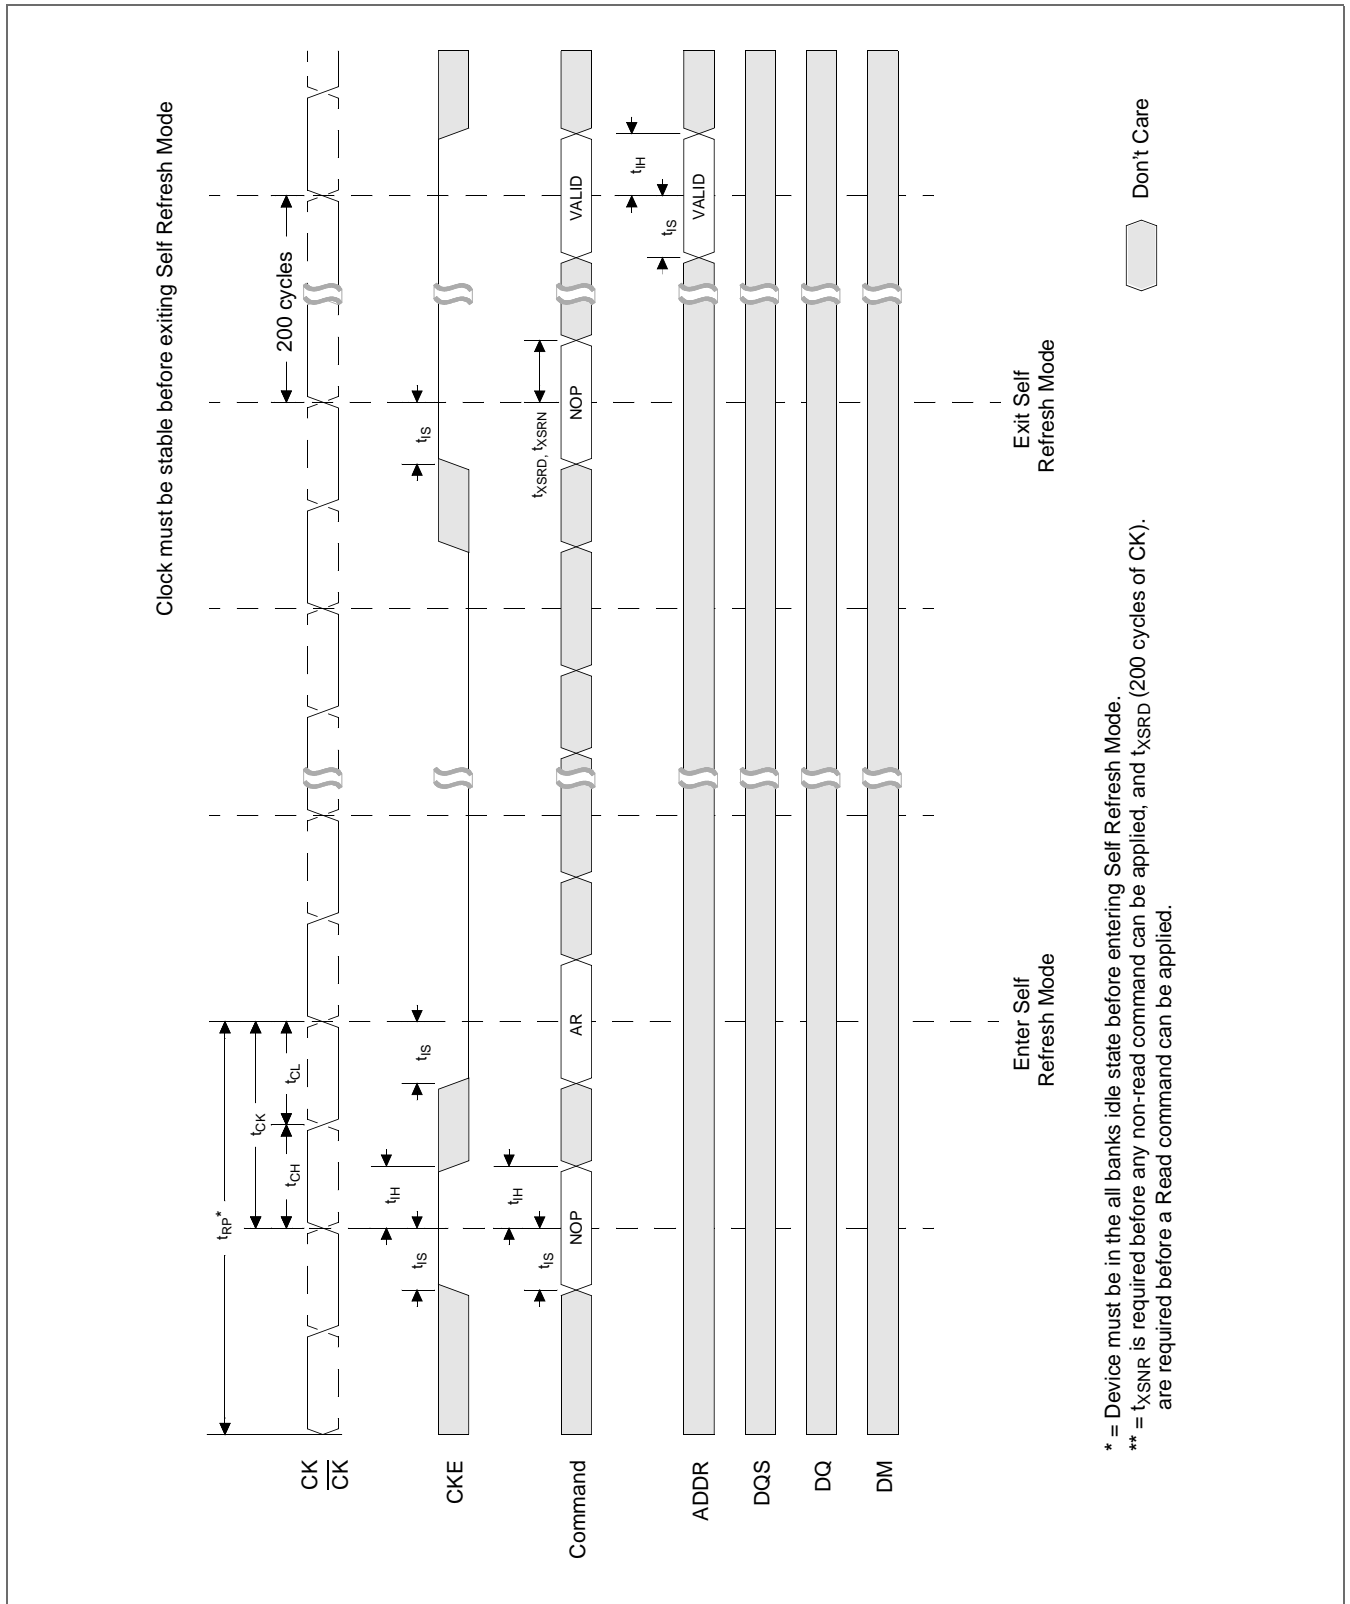 Clock must be stable before exiting Self Refresh Mode
tRP*
tCK
tCH
tCL
200 cycles
CK
CK
tIS
tIH
tIS
tIS
CKE
tIS
tIH
tXSRD, tXSRN
Command
NOP
AR
NOP
VALID
tIS
tIH
ADDR
VALID
DQS
DQ
DM
Enter Self
Refresh Mode
Exit Self
Refresh Mode
* = Device must be in the all banks idle state before entering Self Refresh Mode.
** = tXSNR is required before any non-read command can be applied, and tXSRD (200 cycles of CK).
are required before a Read command can be applied.
Don't Care